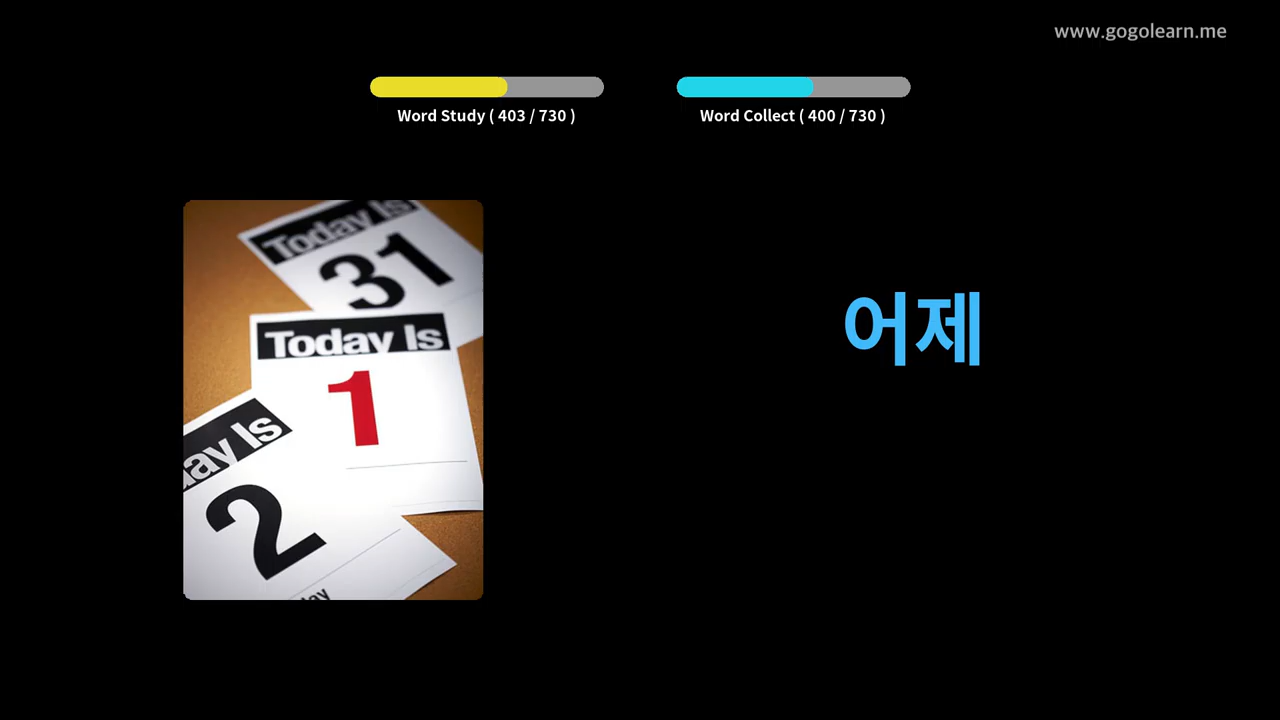 www.gogolearn.me
Word Study ( 403 / 730 )
Word Collect ( 400 / 730 )
Today Is
31
Today Is
1
ay Is
2
어제